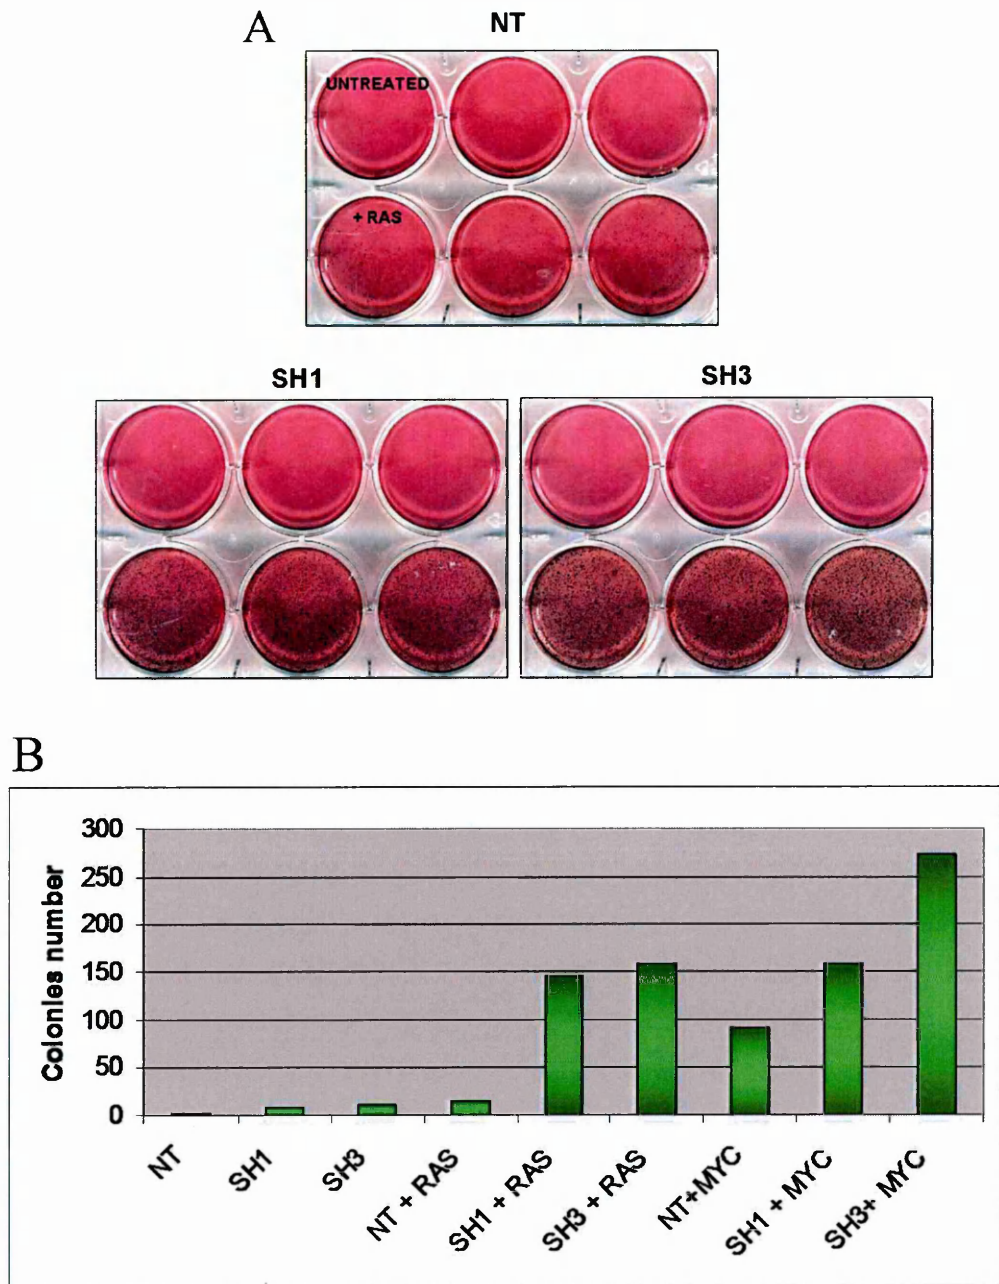 A
NT
UNTREATED
+ RAS
SH1
SH3
B
300
250
200
150
100
50
0
Colonies number
NT
SH1
SH3
NT + RAS
SH1 + RAS
SH3 + RAS
NT+MYC
SH1 + MYC
SH3+ MYC